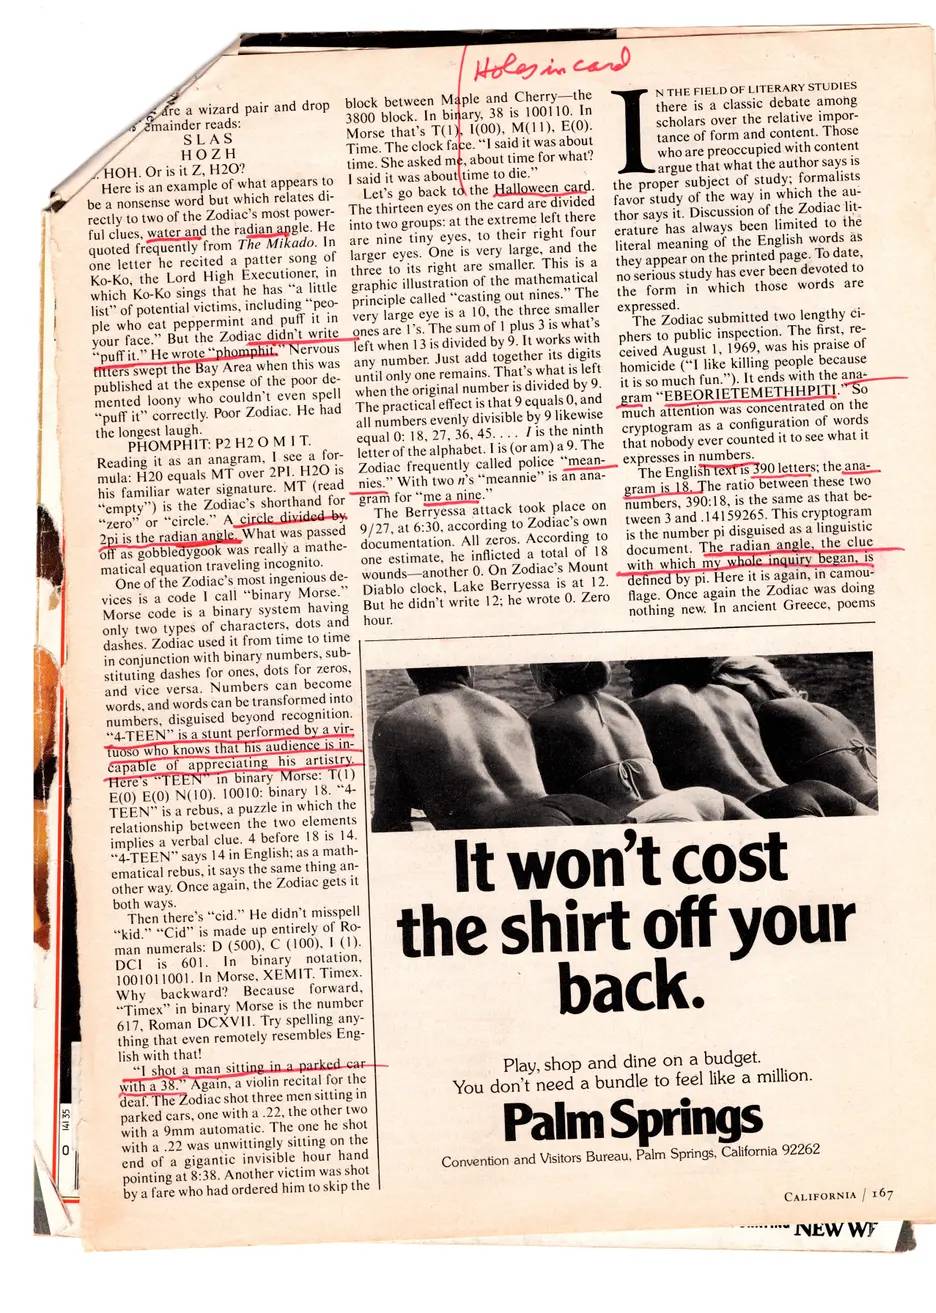 Holes in card
are a wizard pair and drop
emainder reads:
SLAS
HOZH
. HOH. Or is it Z, H2O?
Here is an example of what appears to
be a nonsense word but which relates di-
rectly to two of the Zodiac's most power-
ful clues, water and the radian angle. He
quoted frequently from The Mikado. In
one letter he recited a patter song of
Ko-Ko, the Lord High Executioner, in
which Ko-Ko sings that he has "a little
list" of potential victims, including "peo-
ple who eat peppermint and puff it in
your face." But the Zodiac didn't write
"puff it." He wrote "phomphit." Nervous
titters swept the Bay Area when this was
published at the expense of the poor de-
mented loony who couldn't even spell
"puff it" correctly. Poor Zodiac. He had
the longest laugh.
PHOMPHIT: P2 H2 O M I T.
Reading it as an anagram, I see a for-
mula: H20 equals MT over 2PI. H2O is
his familiar water signature. MT (read
"empty") is the Zodiac's shorthand for
"zero" or "circle." A circle divided by
2pi is the radian angle. What was passed
off as gobbledygook was really a mathe-
matical equation traveling incognito.
One of the Zodiac's most ingenious de-
vices is a code I call "binary Morse."
Morse code is a binary system having
only two types of characters, dots and
dashes. Zodiac used it from time to time
in conjunction with binary numbers, sub-
stituting dashes for ones, dots for zeros,
and vice versa. Numbers can become
words, and words can be transformed into
numbers, disguised beyond recognition.
"4-TEEN" is a stunt performed by a vir-
tuoso who knows that his audience is in-
capable of appreciating his artistry.
Here's "TEEN" in binary Morse: T(1)
E(0) E(0) N(10). 10010: binary 18. "4-
TEEN" is a rebus, a puzzle in which the
relationship between the two elements
implies a verbal clue. 4 before 18 is 14.
"4-TEEN" says 14 in English; as a math-
ematical rebus, it says the same thing an-
other way. Once again, the Zodiac gets it
both ways.
Then there's "cid." He didn't misspell
"kid." "Cid" is made up entirely of Ro-
man numerals: D (500), C (100), I (1).
DCI is 601. In binary notation,
1001011001. In Morse, XEMIT. Timex.
Why backward? Because forward,
"Timex" in binary Morse is the number
617, Roman DCXVII. Try spelling any-
thing that even remotely resembles Eng-
lish with that!
"I shot a man sitting in a parked car
with a 38." Again, a violin recital for the
deaf. The Zodiac shot three men sitting in
parked cars, one with a .22, the other two
with a 9mm automatic. The one he shot
with a .22 was unwittingly sitting on the
end of a gigantic invisible hour hand
pointing at 8:38. Another victim was shot
by a fare who had ordered him to skip the
block between Maple and Cherry—the
3800 block. In binary, 38 is 100110. In
Morse that's T(1), I(00), M(11), E(0).
Time. The clock face. "I said it was about
time. She asked me, about time for what?
I said it was about time to die."
Let's go back to the Halloween card.
The thirteen eyes on the card are divided
into two groups: at the extreme left there
are nine tiny eyes, to their right four
larger eyes. One is very large, and the
three to its right are smaller. This is a
graphic illustration of the mathematical
principle called "casting out nines." The
very large eye is a 10, the three smaller
ones are 1's. The sum of 1 plus 3 is what's
left when 13 is divided by 9. It works with
any number. Just add together its digits
until only one remains. That's what is left
when the original number is divided by 9.
The practical effect is that 9 equals 0, and
all numbers evenly divisible by 9 likewise
equal 0: 18, 27, 36, 45. . . . I is the ninth
letter of the alphabet. I is (or am) a 9. The
Zodiac frequently called police "mean-
nies." With two n's "meannie" is an ana-
gram for "me a nine."
The Berryessa attack took place on
9/27, at 6:30, according to Zodiac's own
documentation. All zeros. According to
one estimate, he inflicted a total of 18
wounds—another 0. On Zodiac's Mount
Diablo clock, Lake Berryessa is at 12.
But he didn't write 12; he wrote 0. Zero
hour.
IN THE FIELD OF LITERARY STUDIES
there is a classic debate among
scholars over the relative impor-
tance of form and content. Those
who are preoccupied with content
argue that what the author says is
the proper subject of study; formalists
favor study of the way in which the au-
thor says it. Discussion of the Zodiac lit-
erature has always been limited to the
literal meaning of the English words as
they appear on the printed page. To date,
no serious study has ever been devoted to
the form in which those words are
expressed.
The Zodiac submitted two lengthy ci-
phers to public inspection. The first, re-
ceived August 1, 1969, was his praise of
homicide ("I like killing people because
it is so much fun."). It ends with the ana-
gram "EBEORIETEMETHHPITI." So
much attention was concentrated on the
cryptogram as a configuration of words
that nobody ever counted it to see what it
expresses in numbers.
The English text is 390 letters; the ana-
gram is 18. The ratio between these two
numbers, 390:18, is the same as that be-
tween 3 and .14159265. This cryptogram
is the number pi disguised as a linguistic
document. The radian angle, the clue
with which my whole inquiry began, is
defined by pi. Here it is again, in camou-
flage. Once again the Zodiac was doing
nothing new. In ancient Greece, poems
It won't cost
the shirt off your
back.
Play, shop and dine on a budget.
You don't need a bundle to feel like a million.
Palm Springs
Convention and Visitors Bureau, Palm Springs, California 92262
CALIFORNIA / 167
NEW
141 35
0